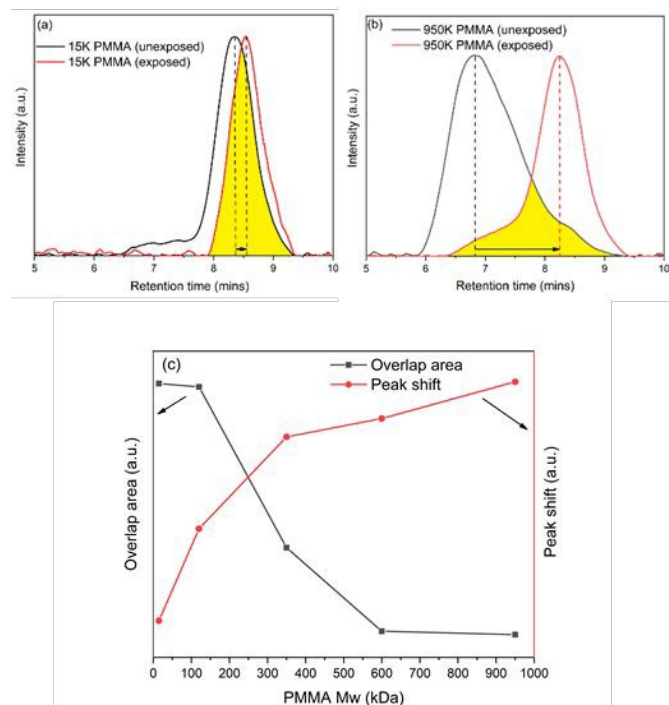 (a)
15K PMMA (unexposed)
15K PMMA (exposed)
Intensity (a.u.)
5 6 7 8 9 10
Retention time (mins)
(b)
950K PMMA (unexposed)
950K PMMA (exposed)
Intensity (a.u.)
5 6 7 8 9 10
Retention time (mins)
(c)
Overlap area
Peak shift
Overlap area (a.u.)
Peak shift (a.u.)
0 100 200 300 400 500 600 700 800 900 1000
PMMA Mw (kDa)